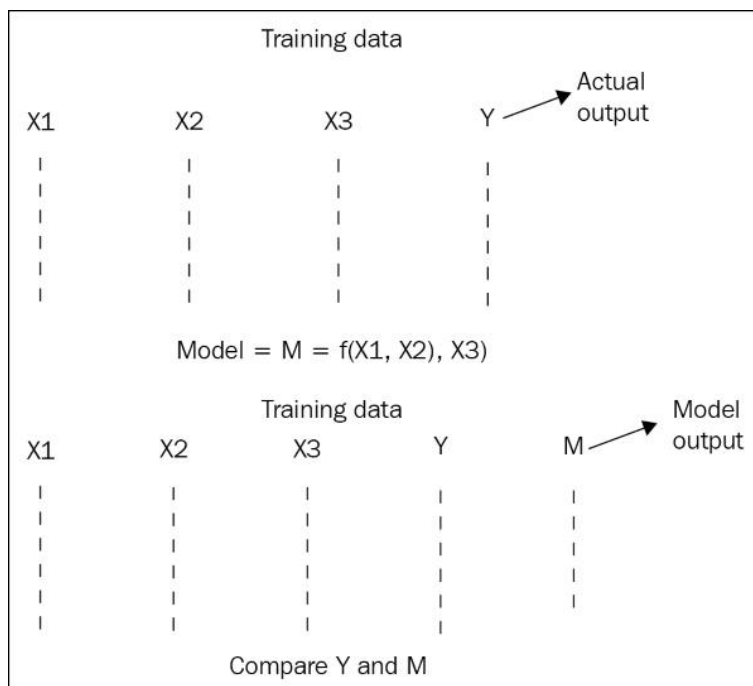 Training data
Actual
output
X1 X2 X3 Y
Model = M = f(X1, X2), X3)
Training data
Model
output
X1 X2 X3 Y M
Compare Y and M